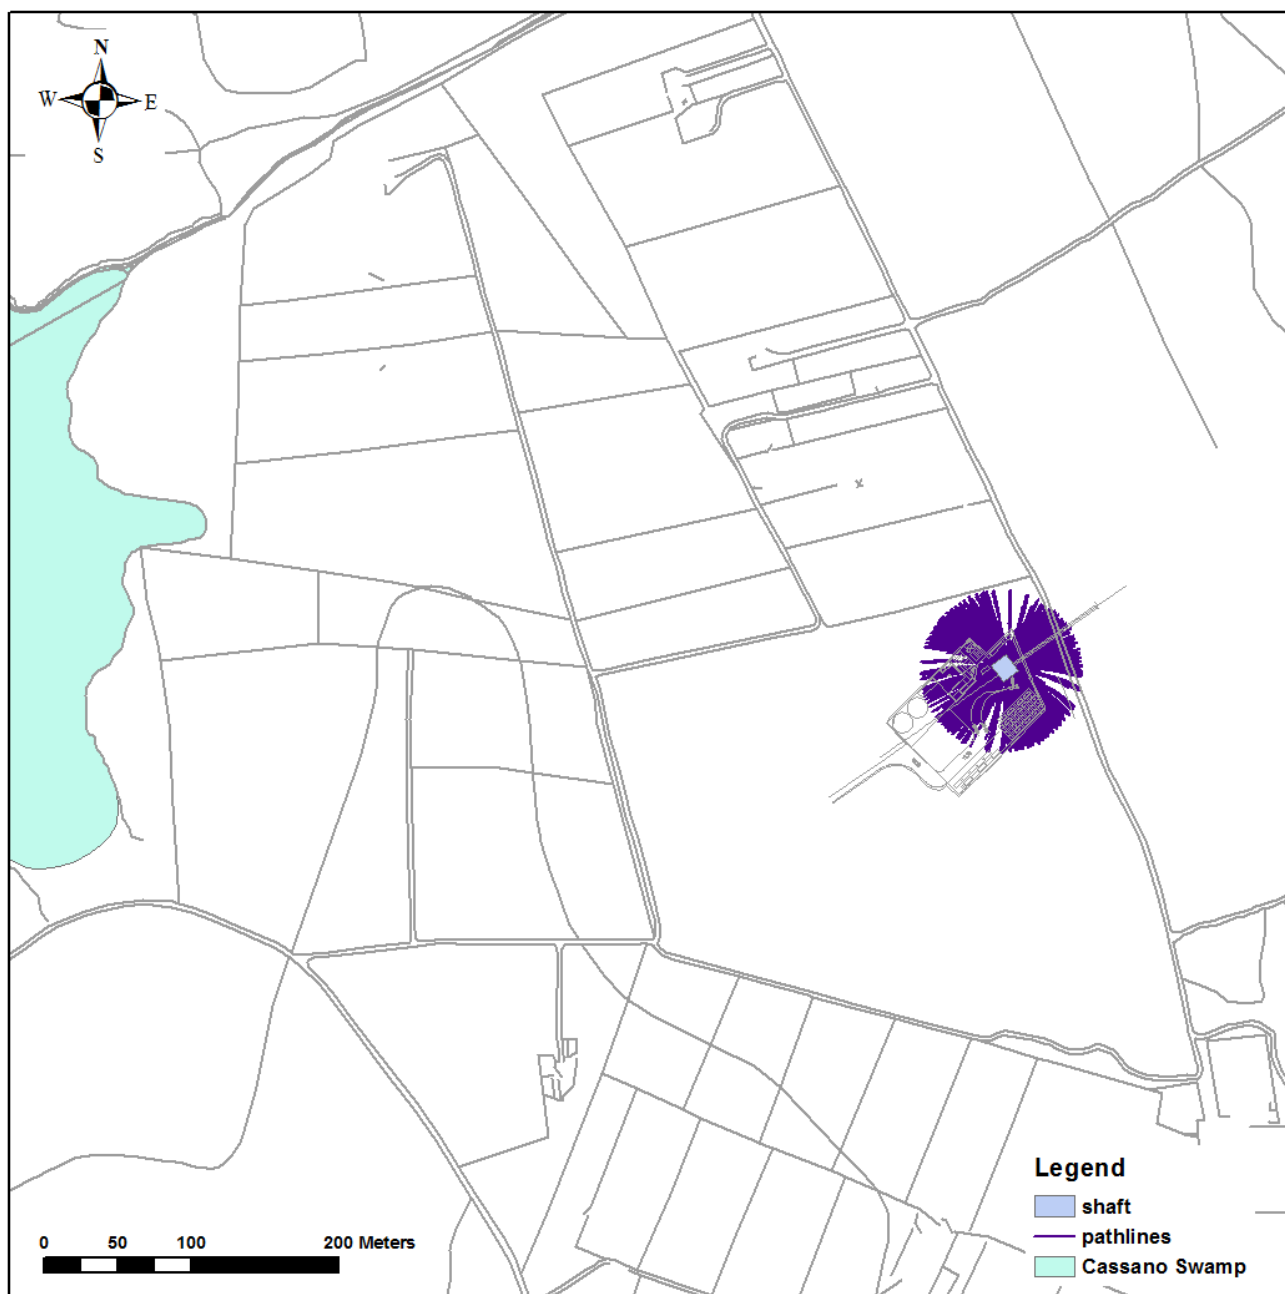 N
W E
S
Legend
shaft
pathlines
Cassano Swamp
0 50 100 200 Meters